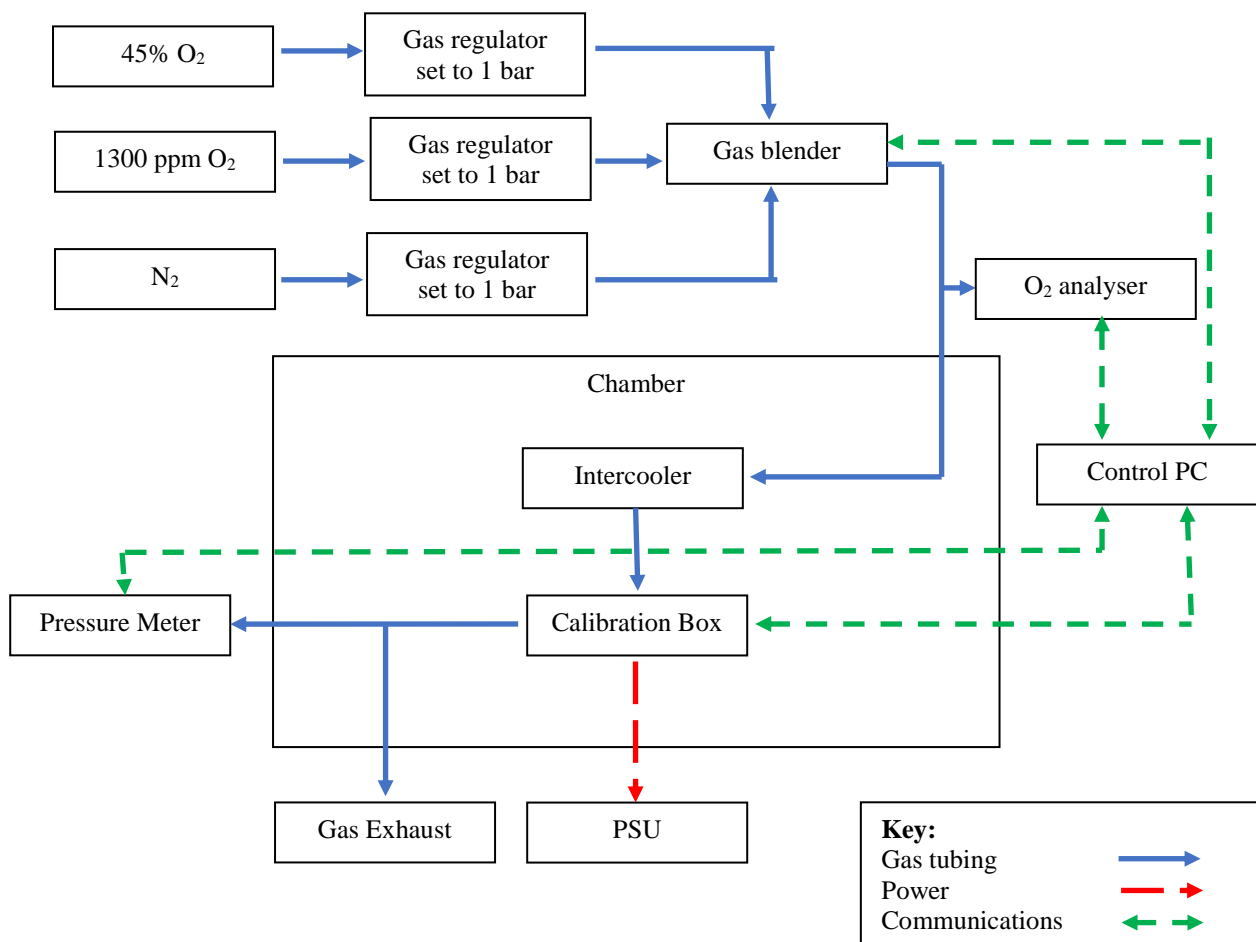 45% O₂
Gas regulator
set to 1 bar
1300 ppm O₂
Gas regulator
set to 1 bar
Gas blender
N₂
Gas regulator
set to 1 bar
O₂ analyser
Chamber
Intercooler
Control PC
Pressure Meter
Calibration Box
Gas Exhaust
PSU
Key:
Gas tubing
Power
Communications